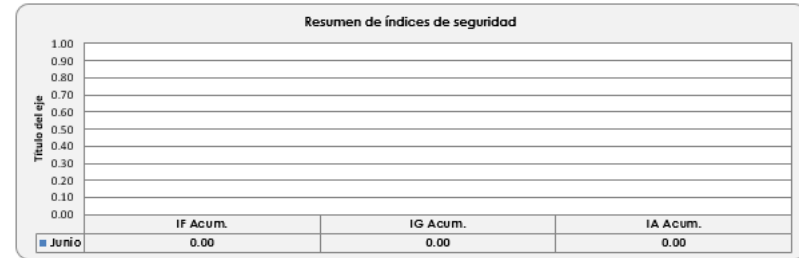 Resumen de índices de seguridad
1.00
0.90
0.80
0.70
0.60
0.50
0.40
0.30
0.20
0.10
0.00
Título del eje
IF Acum. IG Acum. IA Acum.
Junio 0.00 0.00 0.00